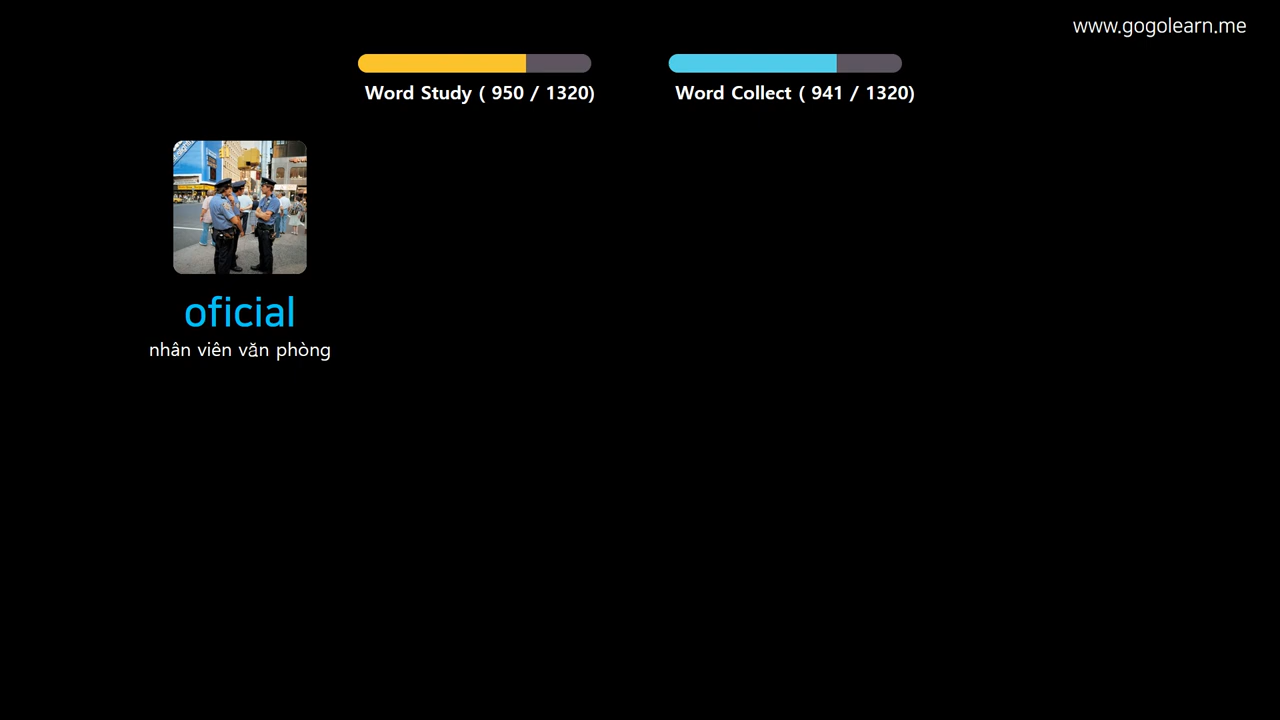 www.gogolearn.me
Word Study ( 950 / 1320)
Word Collect ( 941 / 1320)
oficial
nhân viên văn phòng